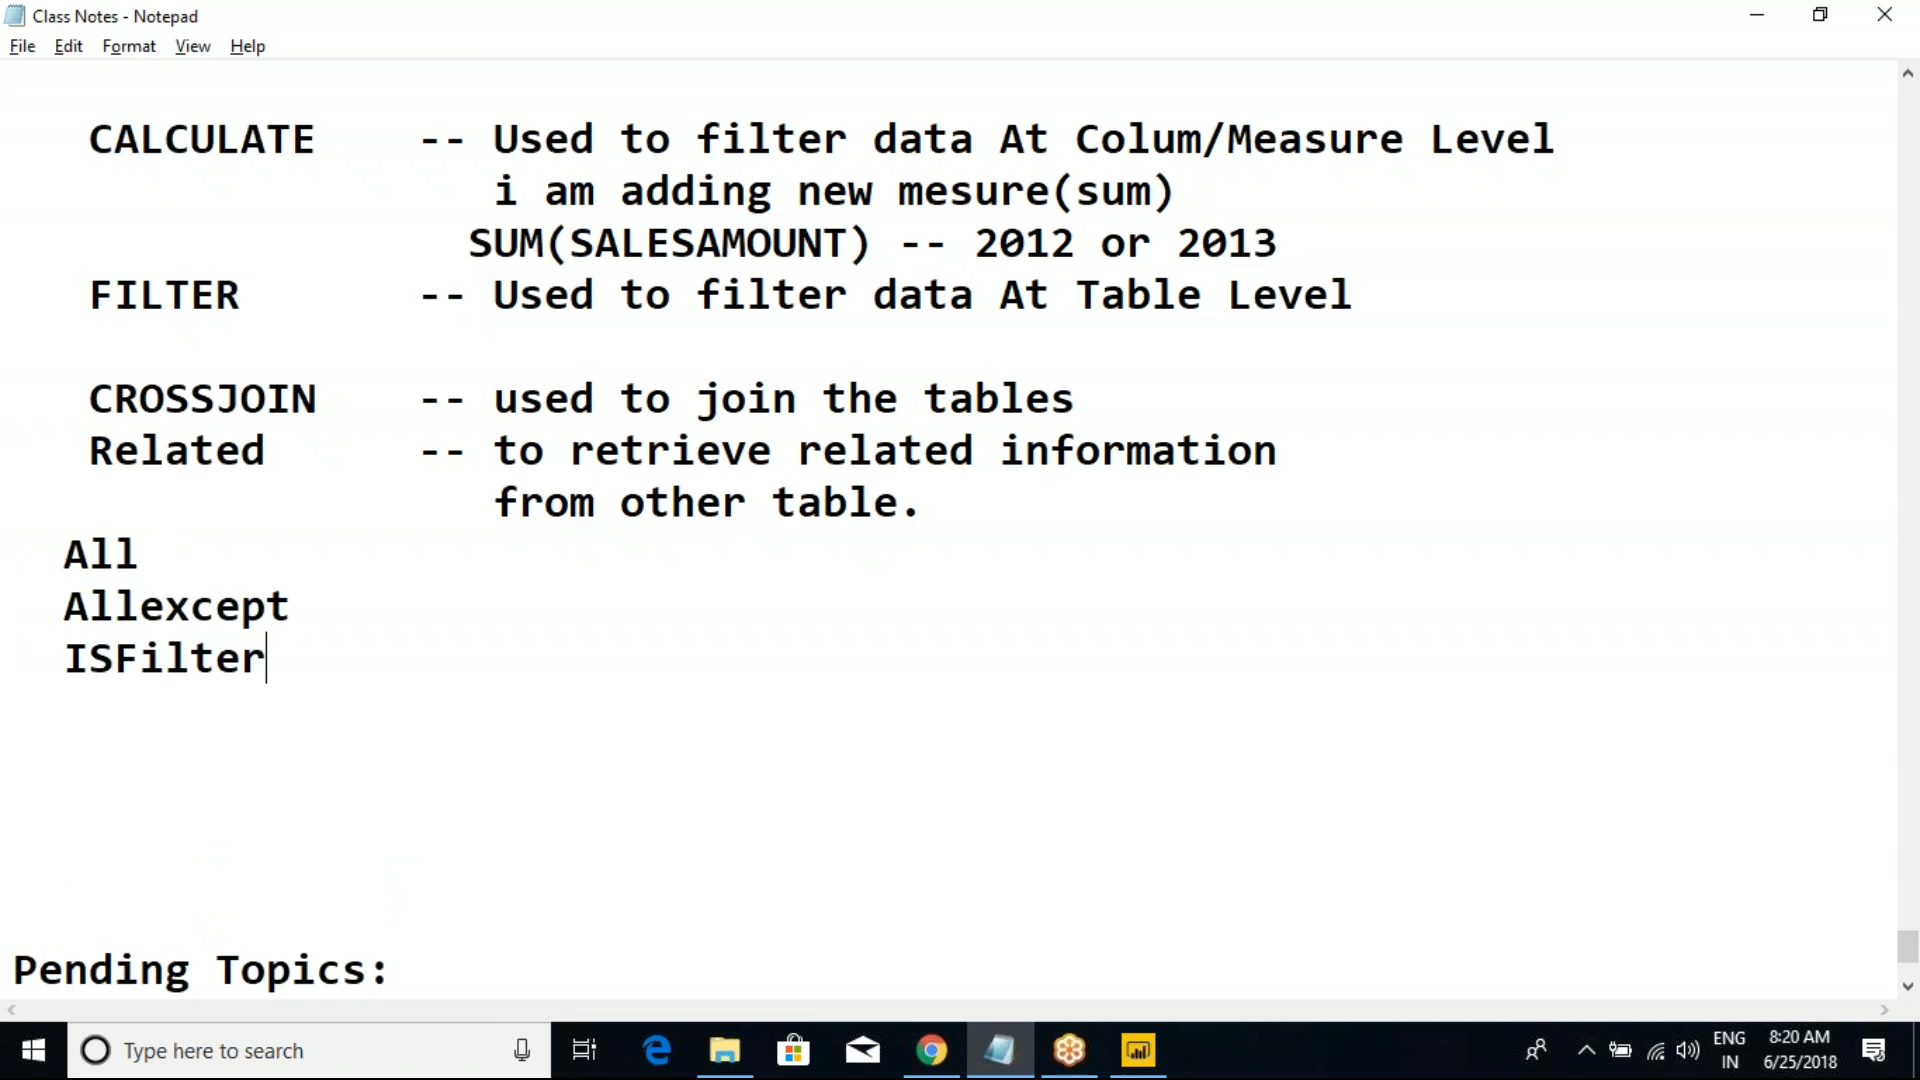 Class Notes - Notepad
File Edit Format View Help
CALCULATE -- Used to filter data At Colum/Measure Level
i am adding new mesure(sum)
SUM(SALESAMOUNT) -- 2012 or 2013
FILTER -- Used to filter data At Table Level
CROSSJOIN -- used to join the tables
Related -- to retrieve related information
from other table.
All
Allexcept
ISFilter
Pending Topics:
Type here to search
ENG
IN
8:20 AM
6/25/2018